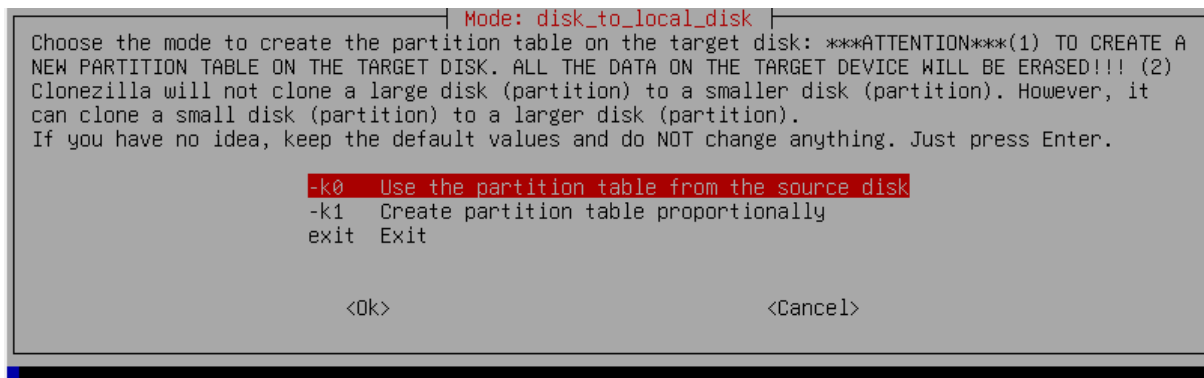 Mode: disk_to_local_disk
Choose the mode to create the partition table on the target disk: ***ATTENTION***(1) TO CREATE A
NEW PARTITION TABLE ON THE TARGET DISK. ALL THE DATA ON THE TARGET DEVICE WILL BE ERASED!!! (2)
Clonezilla will not clone a large disk (partition) to a smaller disk (partition). However, it
can clone a small disk (partition) to a larger disk (partition).
If you have no idea, keep the default values and do NOT change anything. Just press Enter.
-k0 Use the partition table from the source disk
-k1 Create partition table proportionally
exit Exit
<Ok> <Cancel>